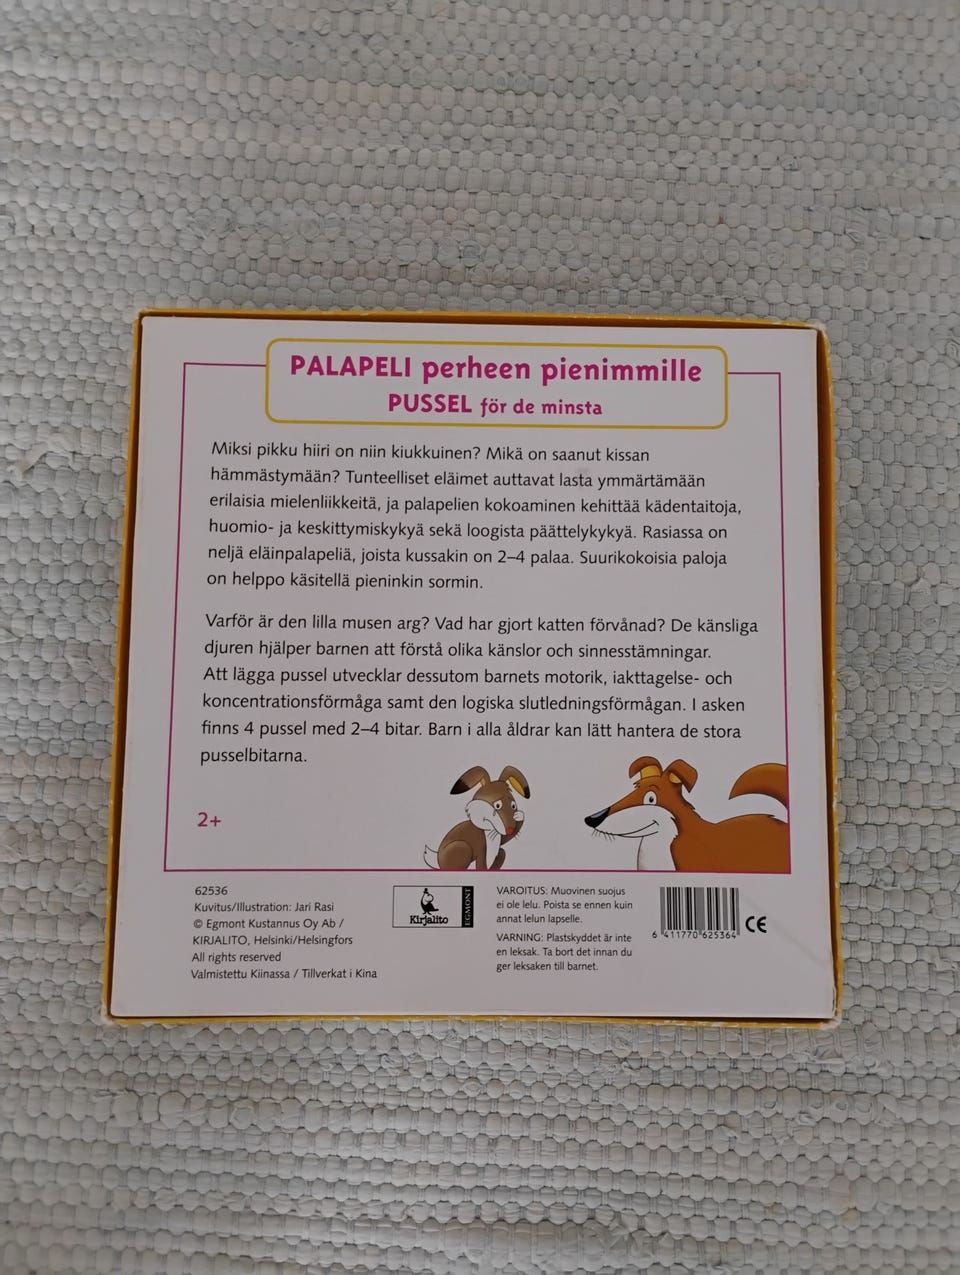 PALAPELI perheen pienimmille
PUSSEL för de minsta
Miksi pikku hiiri on niin kiukkuinen? Mikä on saanut kissan
hämmästymään? Tunteelliset eläimet auttavat lasta ymmärtämään
erilaisia mielenliikkeitä, ja palapelien kokoaminen kehittää kädentaitoja,
huomio- ja keskittymiskykyä sekä loogista päättelykykyä. Rasiassa on
neljä eläinpalapeliä, joista kussakin on 2–4 palaa. Suurikokoisia paloja
on helppo käsitellä pieninkin sormin.
Varför är den lilla musen arg? Vad har gjort katten förvånad? De känsliga
djuren hjälper barnen att förstå olika känslor och sinnesstämningar.
Att lägga pussel utvecklar dessutom barnets motorik, iakttagelse- och
koncentrationsförmåga samt den logiska slutledningsförmågan. I asken
finns 4 pussel med 2–4 bitar. Barn i alla åldrar kan lätt hantera de stora
pusselbitarna.
2+
62536
Kuvitus/Illustration: Jari Rasi
© Egmont Kustannus Oy Ab /
KIRJALITO, Helsinki/Helsingfors
All rights reserved
Valmistettu Kiinassa / Tillverkat i Kina
Kirjalito
EGMONT
VAROITUS: Muovinen suojus
ei ole lelu. Poista se ennen kuin
annat lelun lapselle.
VARNING: Plastskyddet är inte
en leksak. Ta bort det innan du
ger leksaken till barnet.
6 411770 625364
CE